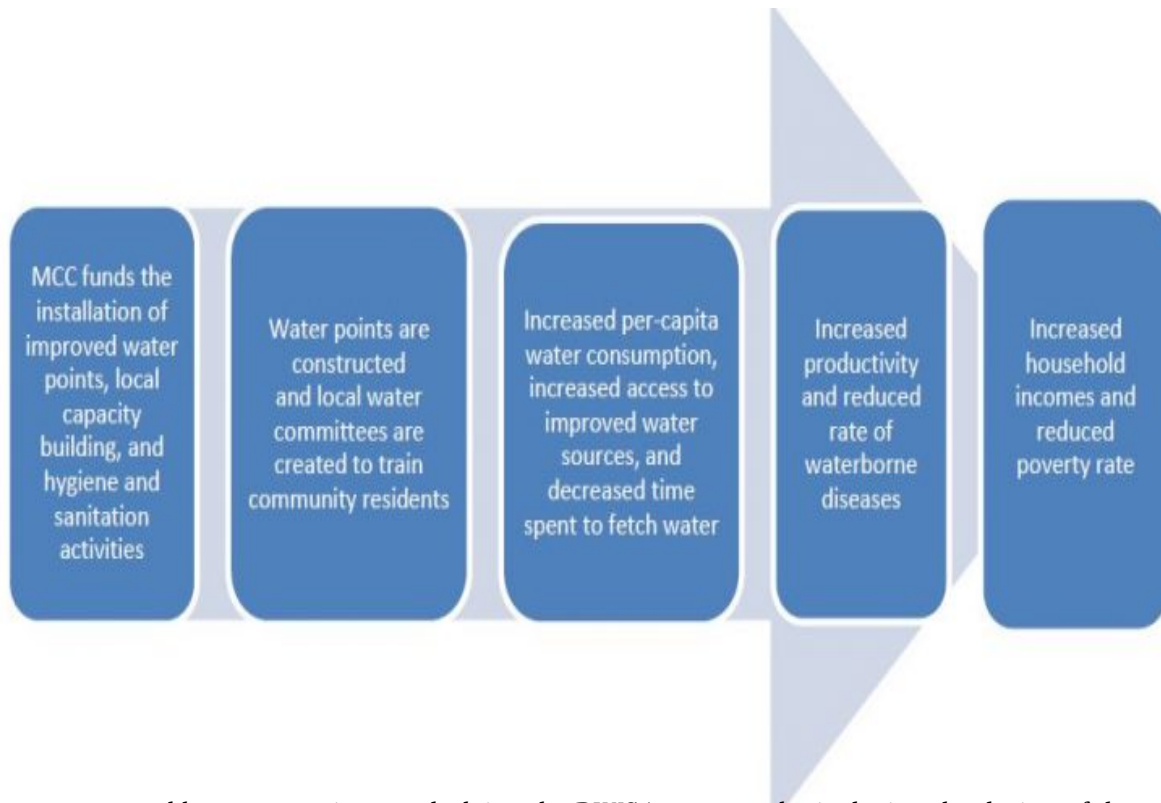 MCC funds the
installation of
improved water
points, local
capacity
building, and
hygiene and
sanitation
activities
Water points are
constructed
and local water
committees are
created to train
community residents
Increased per-capita
water consumption,
increased access to
improved water
sources, and
decreased time
spent to fetch water
Increased
productivity
and reduced
rate of
waterborne
diseases
Increased
household
incomes and
reduced
poverty rate